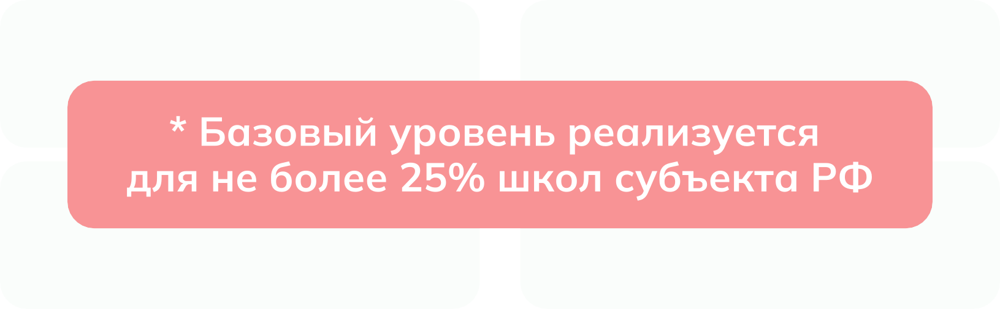 * Базовый уровень реализуется
для не более 25% школ субъекта РФ